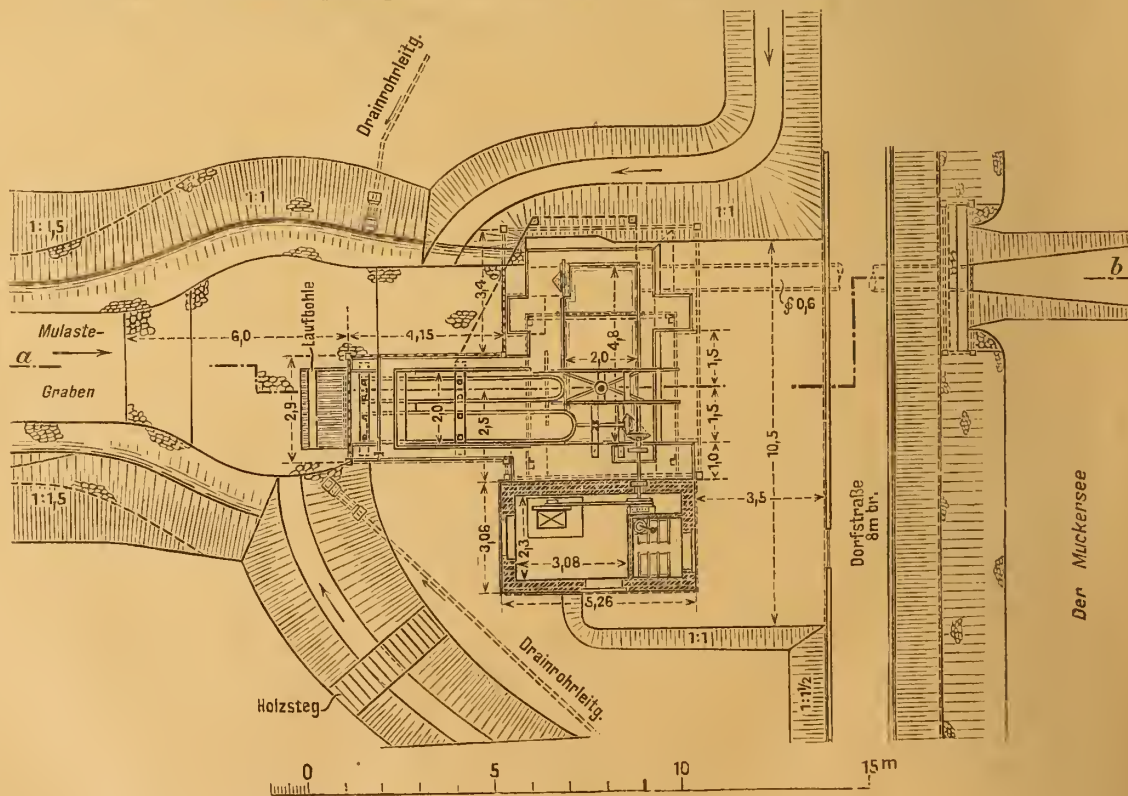 Drainrohrleitg.
1:1,5
1:1
1:1
Mulaste-
a
Graben
6,0
Laufbohle
4,15
3,4
2,9
2,0
2,5
4,8
2,0
1,5
1,5
1,0
∮ 0,6
b
10,5
3,5
Dorfstraße
8m br.
Der Muckersee
1:1,5
3,06
2,3
3,08
5,26
1:1
1:1½
Holzsteg
Drainrohrleitg.
0 5 10 15 m